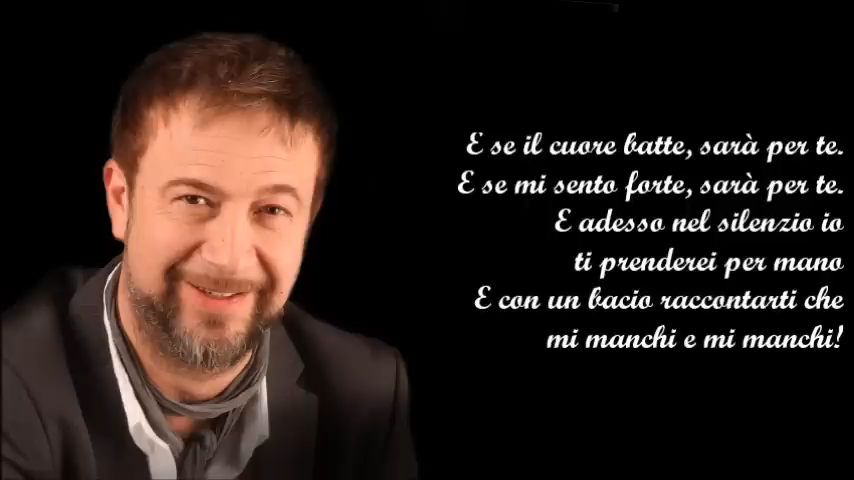 E se il cuore batte, sarà per te.
E se mi sento forte, sarà per te.
E adesso nel silenzio io
ti prenderei per mano
E con un bacio raccontarti che
mi manchi e mi manchi!